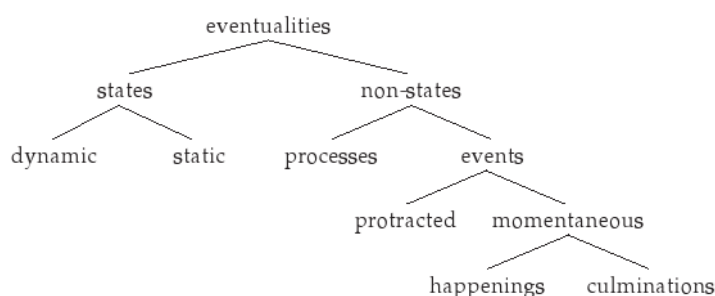 eventualities
states non-states
dynamic static processes events
protracted momentaneous
happenings culminations